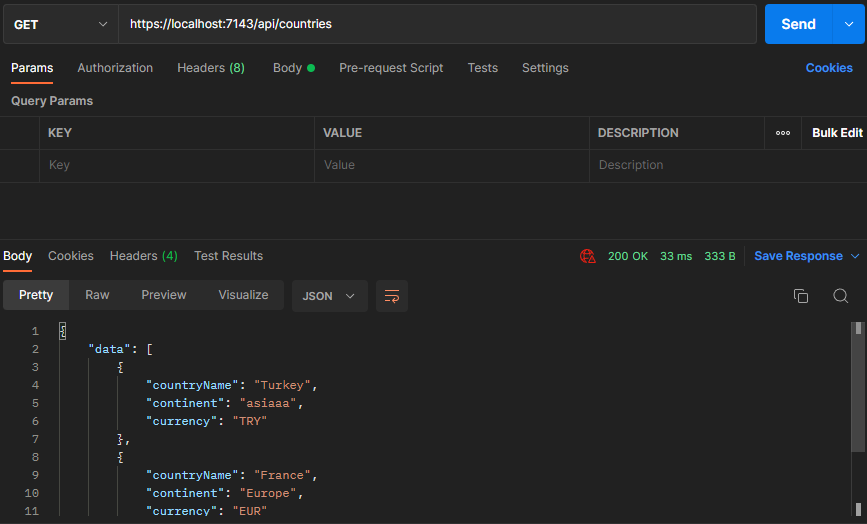 GET https://localhost:7143/api/countries Send
Params Authorization Headers (8) Body Pre-request Script Tests Settings Cookies
Query Params
KEY VALUE DESCRIPTION ooo Bulk Edit
Key Value Description
Body Cookies Headers (4) Test Results 200 OK 33 ms 333 B Save Response
Pretty Raw Preview Visualize JSON
1 {
2 "data": [
3 {
4 "countryName": "Turkey",
5 "continent": "asiaaa",
6 "currency": "TRY"
7 },
8 {
9 "countryName": "France",
10 "continent": "Europe",
11 "currency": "EUR"